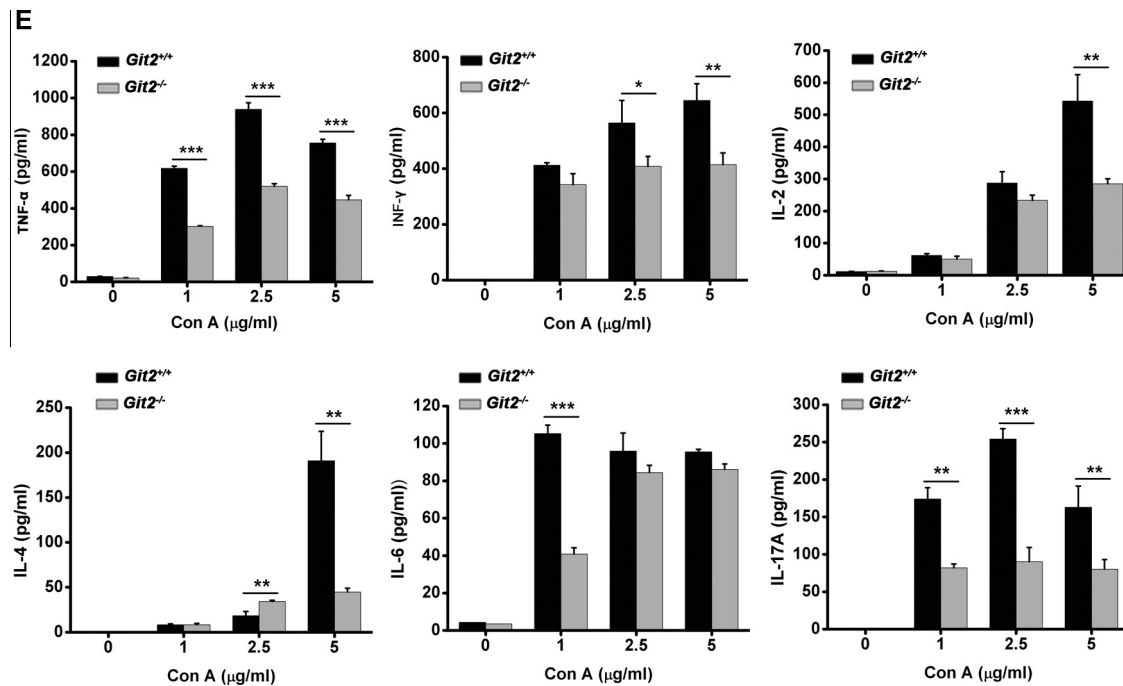 E
Git2+/+
Git2-/-
TNF-α (pg/ml)
1200
1000
800
600
400
200
0
***
***
***
0 1 2.5 5
Con A (μg/ml)
Git2+/+
Git2-/-
INF-γ (pg/ml)
800
600
400
200
0
*
**
0 1 2.5 5
Con A (μg/ml)
Git2+/+
Git2-/-
IL-2 (pg/ml)
700
600
500
400
300
200
100
0
**
0 1 2.5 5
Con A (μg/ml)
Git2+/+
Git2-/-
IL-4 (pg/ml)
250
200
150
100
50
0
**
**
0 1 2.5 5
Con A (μg/ml)
Git2+/+
Git2-/-
IL-6 (pg/ml))
120
100
80
60
40
20
0
***
0 1 2.5 5
Con A (μg/ml)
Git2+/+
Git2-/-
IL-17A (pg/ml)
300
250
200
150
100
50
0
**
***
**
0 1 2.5 5
Con A (μg/ml)